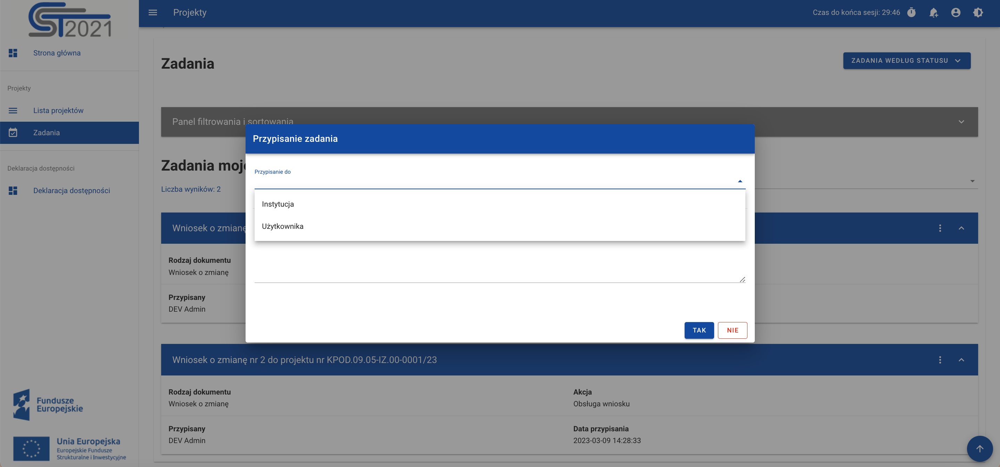 CST2021
Projekty
Czas do końca sesji: 29:46
Strona główna
Projekty
Lista projektów
Zadania
Deklaracja dostępności
Deklaracja dostępności
Fundusze
Europejskie
Unia Europejska
Europejskie Fundusze
Strukturalne i Inwestycyjne
Zadania
ZADANIA WEDŁUG STATUSU
Panel filtrowania i sortowania
Zadania moje
Liczba wyników: 2
Przypisanie zadania
Przypisanie do
Instytucja
Użytkownika
TAK
NIE
Wniosek o zmianę
Rodzaj dokumentu
Wniosek o zmianę
Przypisany
DEV Admin
Wniosek o zmianę nr 2 do projektu nr KPOD.09.05-IZ.00-0001/23
Rodzaj dokumentu
Wniosek o zmianę
Akcja
Obsługa wniosku
Przypisany
DEV Admin
Data przypisania
2023-03-09 14:28:33